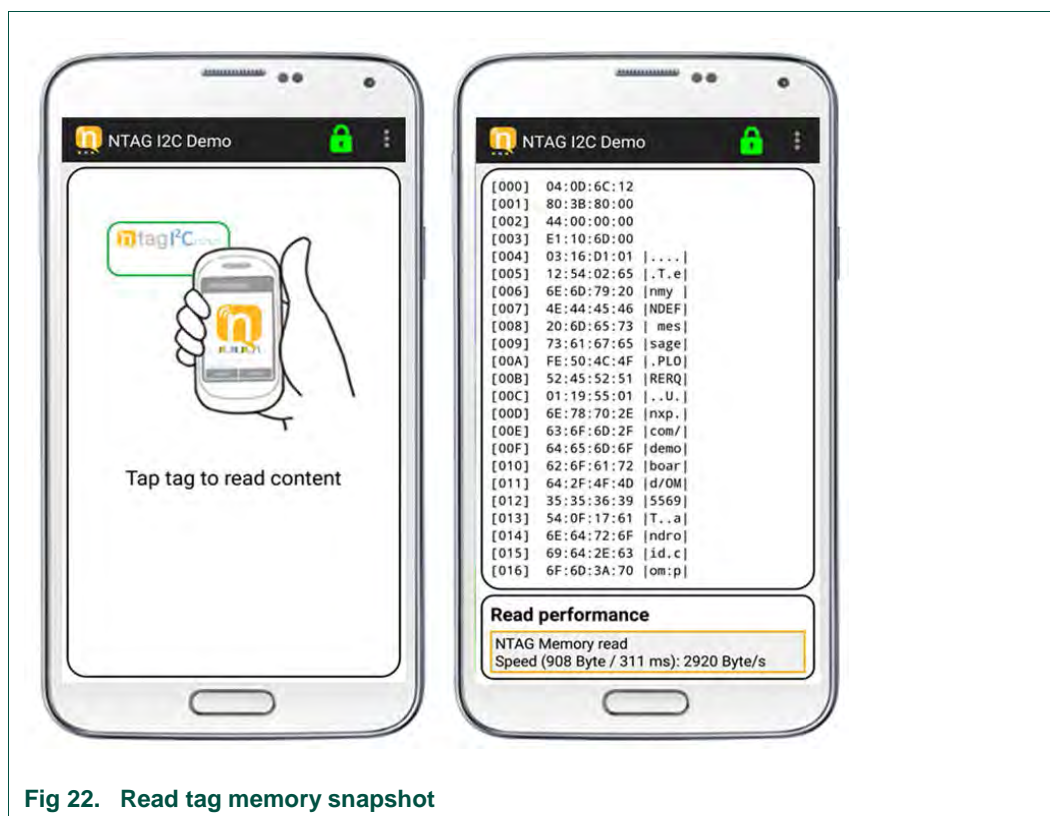 NTAG I2C Demo
ntagI²C
Tap tag to read content
NTAG I2C Demo
[000] 04:0D:6C:12
[001] 80:3B:80:00
[002] 44:00:00:00
[003] E1:10:6D:00
[004] 03:16:D1:01 |....|
[005] 12:54:02:65 |.T.e|
[006] 6E:6D:79:20 |nmy |
[007] 4E:44:45:46 |NDEF|
[008] 20:6D:65:73 | mes|
[009] 73:61:67:65 |sage|
[00A] FE:50:4C:4F |.PLO|
[00B] 52:45:52:51 |RERQ|
[00C] 01:19:55:01 |..U.|
[00D] 6E:78:70:2E |nxp.|
[00E] 63:6F:6D:2F |com/|
[00F] 64:65:6D:6F |demo|
[010] 62:6F:61:72 |boar|
[011] 64:2F:4F:4D |d/OM|
[012] 35:35:36:39 |5569|
[013] 54:0F:17:61 |T..a|
[014] 6E:64:72:6F |ndro|
[015] 69:64:2E:63 |id.c|
[016] 6F:6D:3A:70 |om:p|
Read performance
NTAG Memory read
Speed (908 Byte / 311 ms): 2920 Byte/s
Fig 22. Read tag memory snapshot